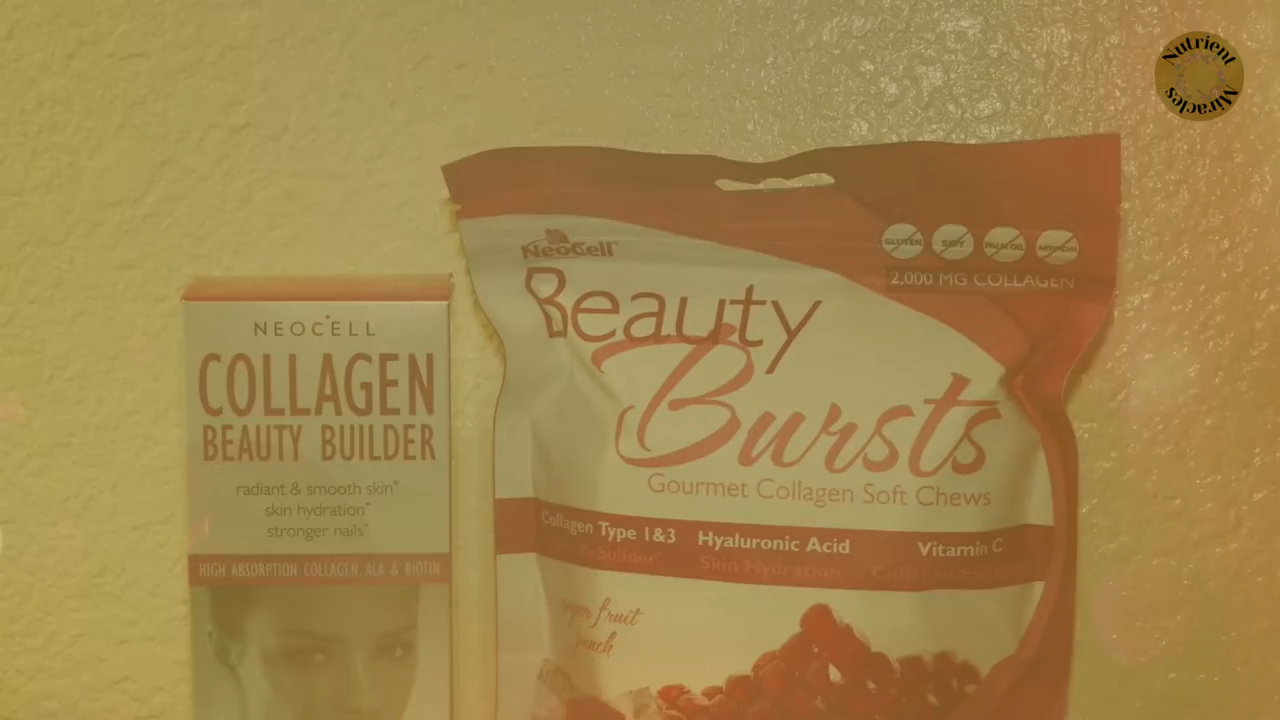 Nutrient
Miracles
NEOCELL
COLLAGEN
BEAUTY BUILDER
radiant & smooth skin*
skin hydration*
stronger nails*
HIGH ABSORPTION COLLAGEN, ALA & BIOTIN
NeoCell
GLUTEN SOY PALM OIL ARTIFICIAL
2,000 MG COLLAGEN
Beauty
Bursts
Gourmet Collagen Soft Chews
Collagen Type 1&3 Hyaluronic Acid Vitamin C
Skin Hydration
fruit